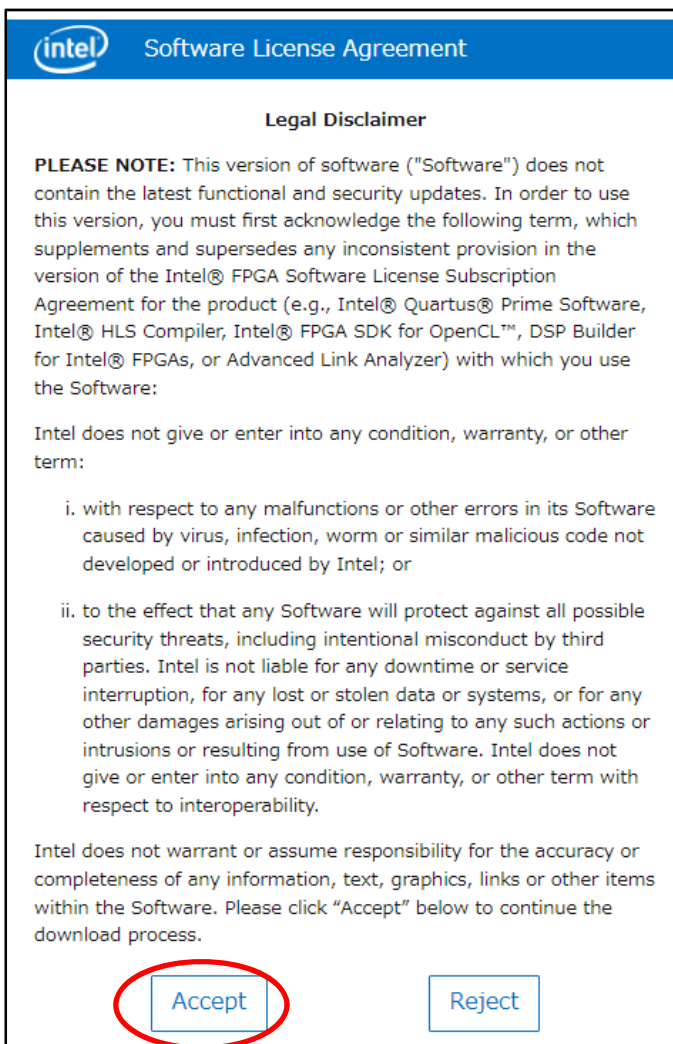 intel Software License Agreement
Legal Disclaimer
PLEASE NOTE: This version of software ("Software") does not
contain the latest functional and security updates. In order to use
this version, you must first acknowledge the following term, which
supplements and supersedes any inconsistent provision in the
version of the Intel® FPGA Software License Subscription
Agreement for the product (e.g., Intel® Quartus® Prime Software,
Intel® HLS Compiler, Intel® FPGA SDK for OpenCL™, DSP Builder
for Intel® FPGAs, or Advanced Link Analyzer) with which you use
the Software:
Intel does not give or enter into any condition, warranty, or other
term:
i. with respect to any malfunctions or other errors in its Software
caused by virus, infection, worm or similar malicious code not
developed or introduced by Intel; or
ii. to the effect that any Software will protect against all possible
security threats, including intentional misconduct by third
parties. Intel is not liable for any downtime or service
interruption, for any lost or stolen data or systems, or for any
other damages arising out of or relating to any such actions or
intrusions or resulting from use of Software. Intel does not
give or enter into any condition, warranty, or other term with
respect to interoperability.
Intel does not warrant or assume responsibility for the accuracy or
completeness of any information, text, graphics, links or other items
within the Software. Please click “Accept” below to continue the
download process.
Accept Reject